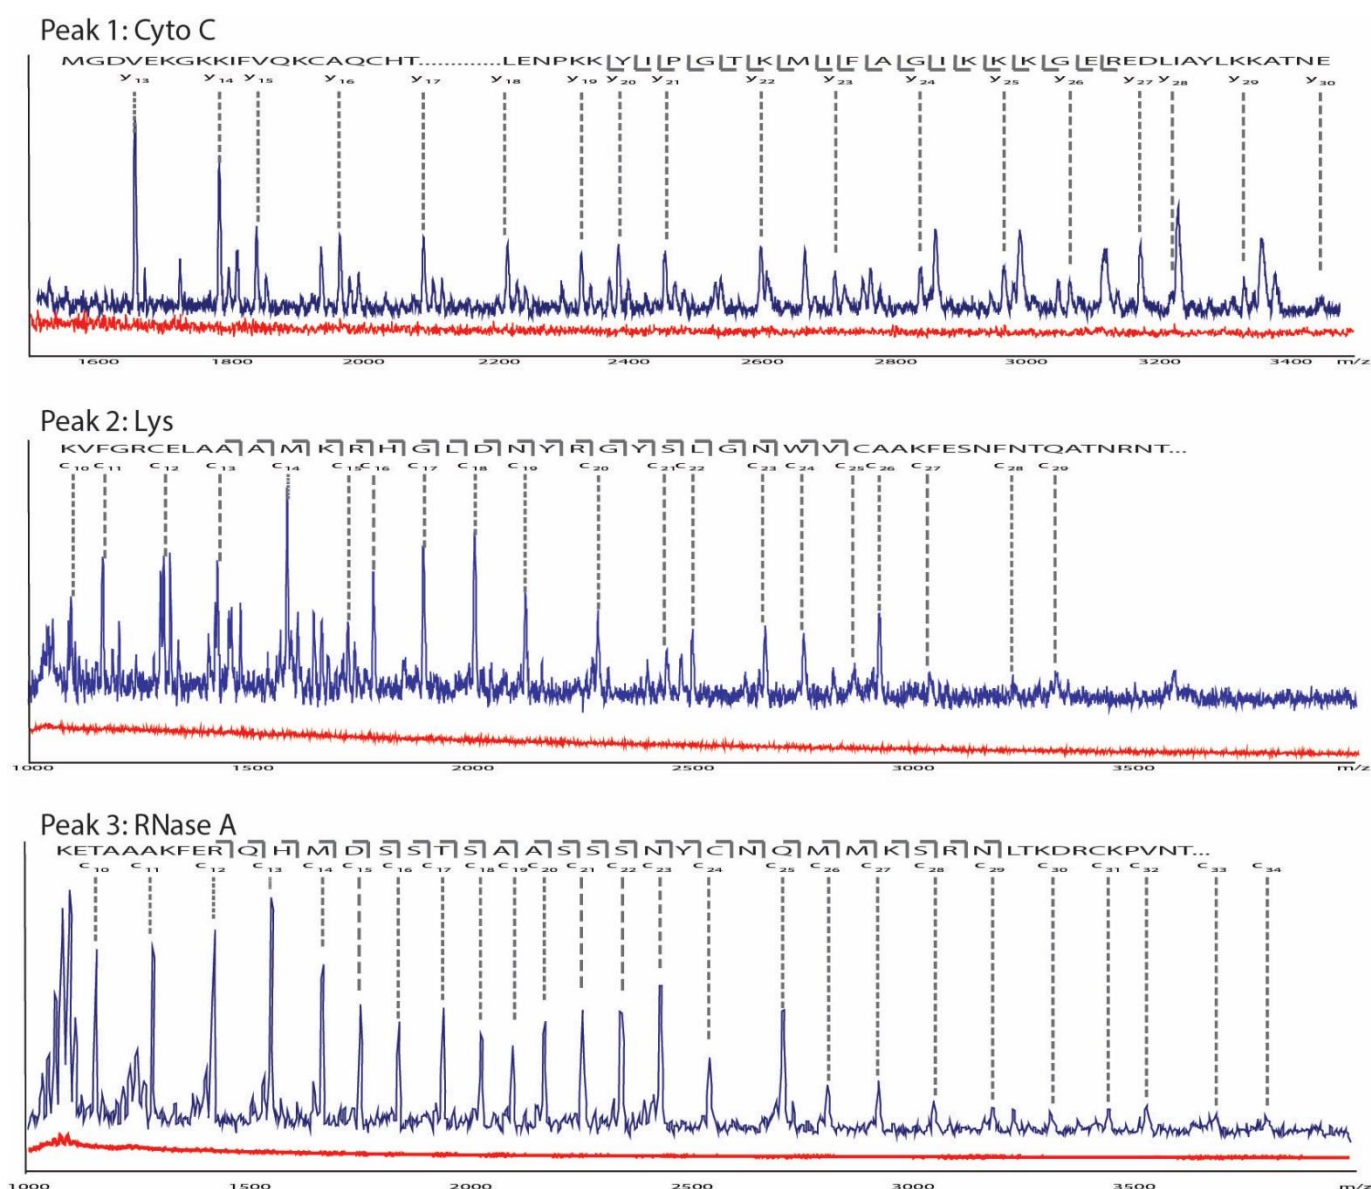 Peak 1: Cyto C
MGDVEKGKKIFVQKCAQCHT............LENPKKYIPGTKMIFAGIKKKGEREDLIAYLKKATNE
y13 y14 y15 y16 y17 y18 y19 y20 y21 y22 y23 y24 y25 y26 y27 y28 y29 y30
1600 1800 2000 2200 2400 2600 2800 3000 3200 3400 m/z
Peak 2: Lys
KVFGRCELAAAMKRHGLDNYRGYSLGNWVCAAKFESNFNTQATNRNT...
c10 c11 c12 c13 c14 c15 c16 c17 c18 c19 c20 c21 c22 c23 c24 c25 c26 c27 c28 c29
1000 1500 2000 2500 3000 3500 m/z
Peak 3: RNase A
KETAAAKFERQHMDSSTSAASSSNYCNQMMKSRNLTKDRCKPVNT...
c10 c11 c12 c13 c14 c15 c16 c17 c18 c19 c20 c21 c22 c23 c24 c25 c26 c27 c28 c29 c30 c31 c32 c33 c34
1000 1500 2000 2500 3000 3500 m/z